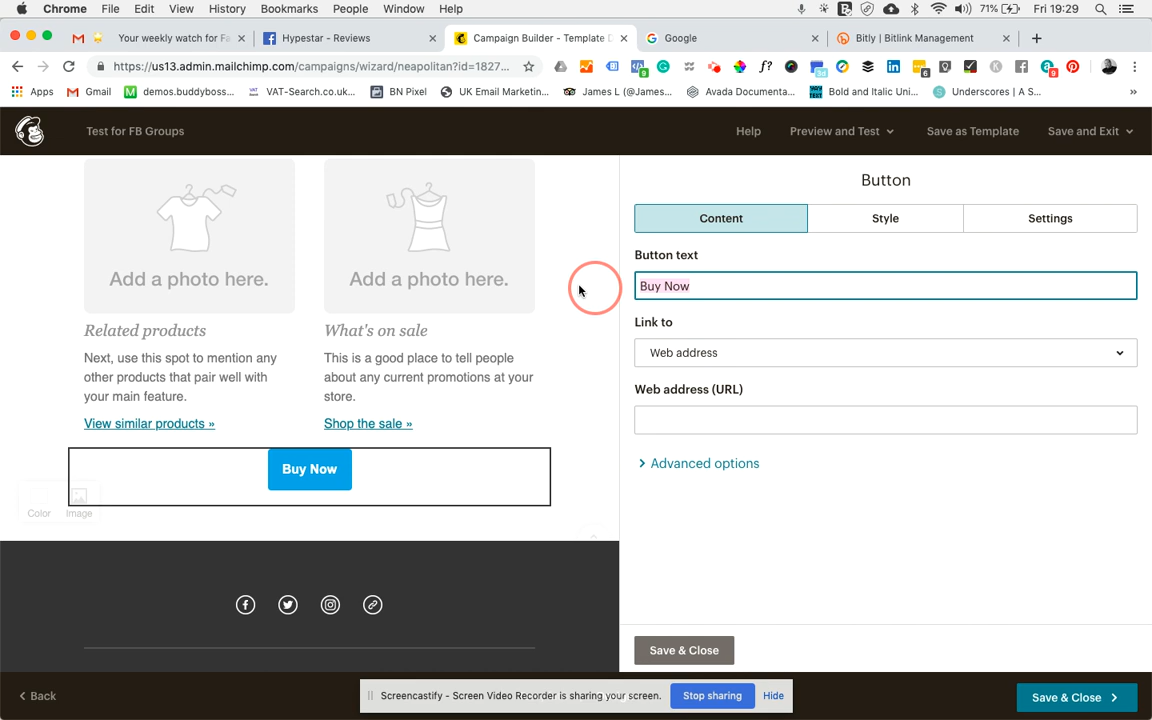 Chrome File Edit View History Bookmarks People Window Help 71% Fri 19:29
Your weekly watch for Fa
Hypestar - Reviews
Campaign Builder - Template D
Google
Bitly | Bitlink Management
https://us13.admin.mailchimp.com/campaigns/wizard/neapolitan?id=1827...
Apps Gmail demos.buddyboss... VAT-Search.co.uk... BN Pixel UK Email Marketin... James L (@James... Avada Documenta... Bold and Italic Uni... Underscores | A S...
Test for FB Groups
Help Preview and Test Save as Template Save and Exit
Add a photo here.
Add a photo here.
Related products
Next, use this spot to mention any
other products that pair well with
your main feature.
View similar products »
What's on sale
This is a good place to tell people
about any current promotions at your
store.
Shop the sale »
Buy Now
Color Image
Button
Content Style Settings
Button text
Buy Now
Link to
Web address
Web address (URL)
Advanced options
Save & Close
Back
Screencastify - Screen Video Recorder is sharing your screen. Stop sharing Hide
Save & Close